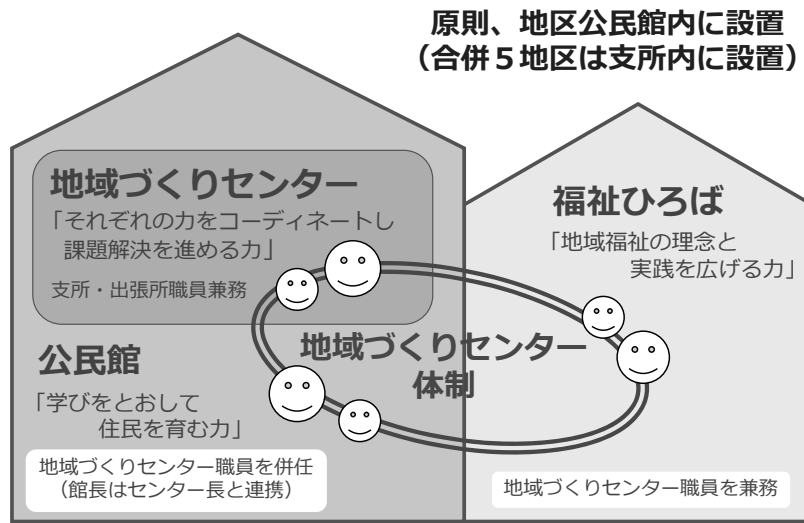 原則、地区公民館内に設置
（合併５地区は支所内に設置）
地域づくりセンター
「それぞれの力をコーディネートし
課題解決を進める力」
支所・出張所職員兼務
福祉ひろば
「地域福祉の理念と
実践を広げる力」
地域づくりセンター
体制
公民館
「学びをとおして
住民を育む力」
地域づくりセンター職員を併任
（館長はセンター長と連携）
地域づくりセンター職員を兼務